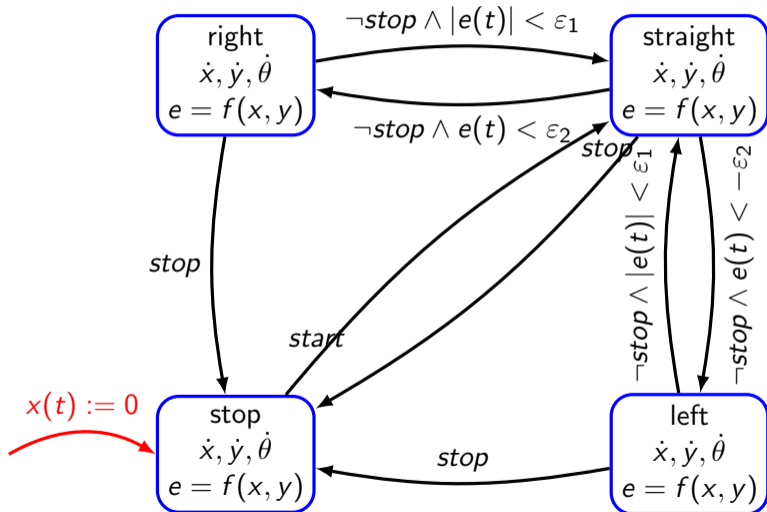 right
ẋ, ẏ, θ̇
e = f(x, y)
¬stop ∧ |e(t)| < ε₁
straight
ẋ, ẏ, θ̇
e = f(x, y)
¬stop ∧ e(t) < ε₂
stop
¬stop ∧ |e(t)| < ε₁
¬stop ∧ e(t) < −ε₂
stop
start
x(t) := 0
stop
ẋ, ẏ, θ̇
e = f(x, y)
stop
left
ẋ, ẏ, θ̇
e = f(x, y)